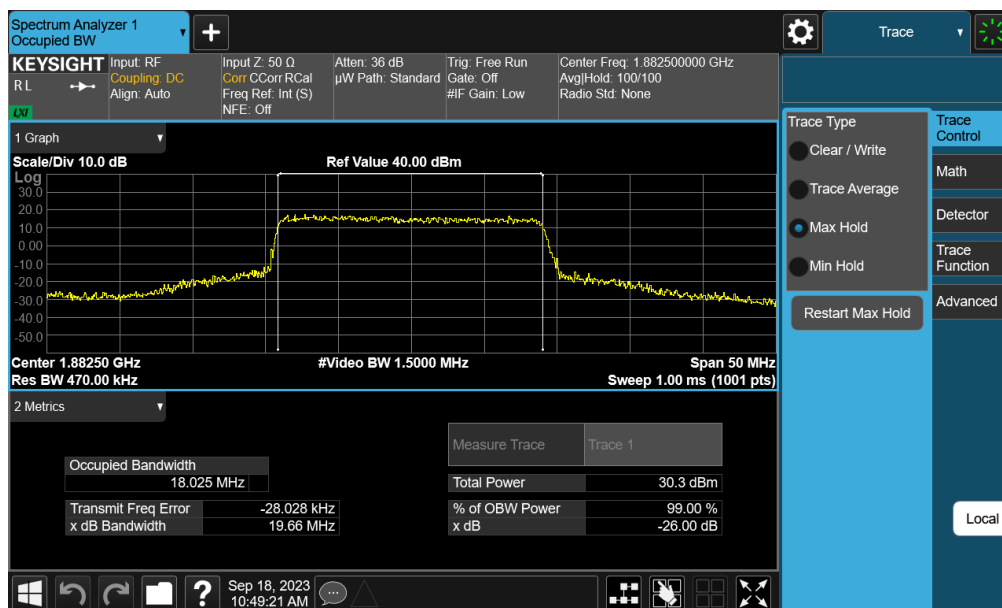 Spectrum Analyzer 1
Occupied BW
+
Trace
KEYSIGHT
R L
LXI
Input: RF
Coupling: DC
Align: Auto
Input Z: 50 Ω
Corr CCorr RCal
Freq Ref: Int (S)
NFE: Off
Atten: 36 dB
µW Path: Standard
Trig: Free Run
Gate: Off
#IF Gain: Low
Center Freq: 1.882500000 GHz
Avg|Hold: 100/100
Radio Std: None
1 Graph
Scale/Div 10.0 dB
Ref Value 40.00 dBm
Log
30.0
20.0
10.0
0.00
-10.0
-20.0
-30.0
-40.0
-50.0
Center 1.88250 GHz
#Video BW 1.5000 MHz
Span 50 MHz
Res BW 470.00 kHz
Sweep 1.00 ms (1001 pts)
2 Metrics
Measure Trace
Trace 1
Occupied Bandwidth
18.025 MHz
Total Power
30.3 dBm
Transmit Freq Error
-28.028 kHz
% of OBW Power
99.00 %
x dB Bandwidth
19.66 MHz
x dB
-26.00 dB
Trace Type
Clear / Write
Trace Average
Max Hold
Min Hold
Restart Max Hold
Trace
Control
Math
Detector
Trace
Function
Advanced
Local
?
Sep 18, 2023
10:49:21 AM